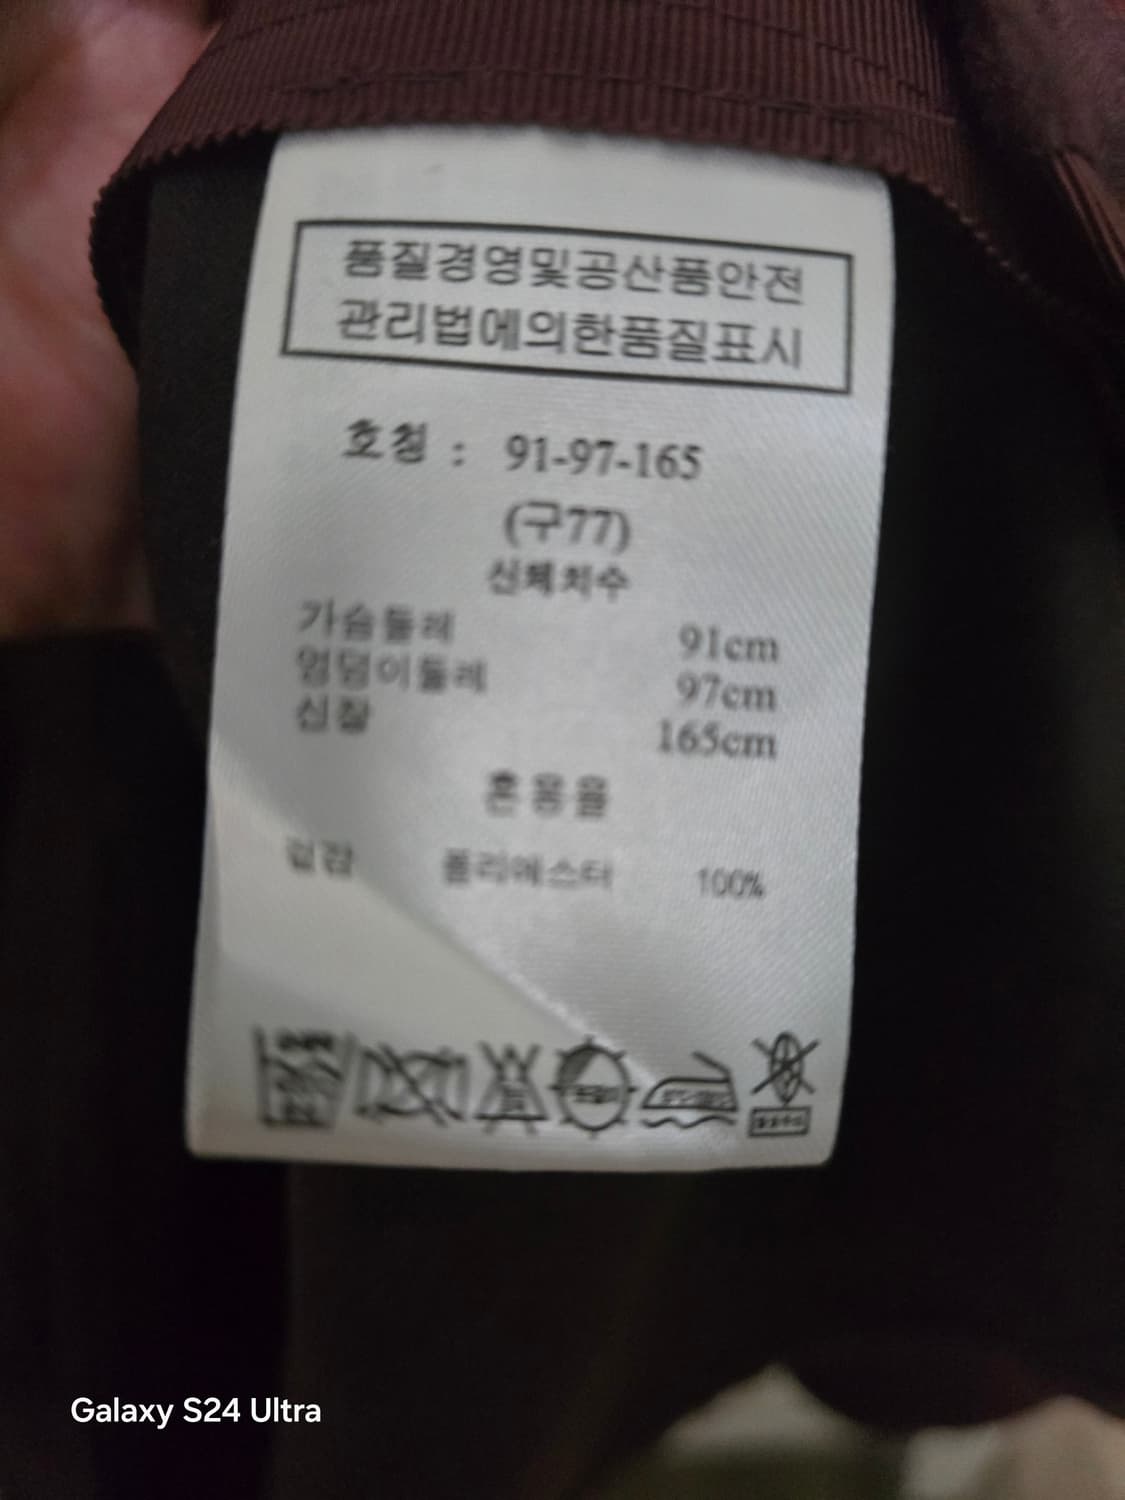 품질경영및공산품안전
관리법에의한품질표시
호칭 : 91-97-165
(구77)
신체치수
가슴둘레 91cm
엉덩이둘레 97cm
신장 165cm
혼용율
겉감 폴리에스터 100%
Galaxy S24 Ultra